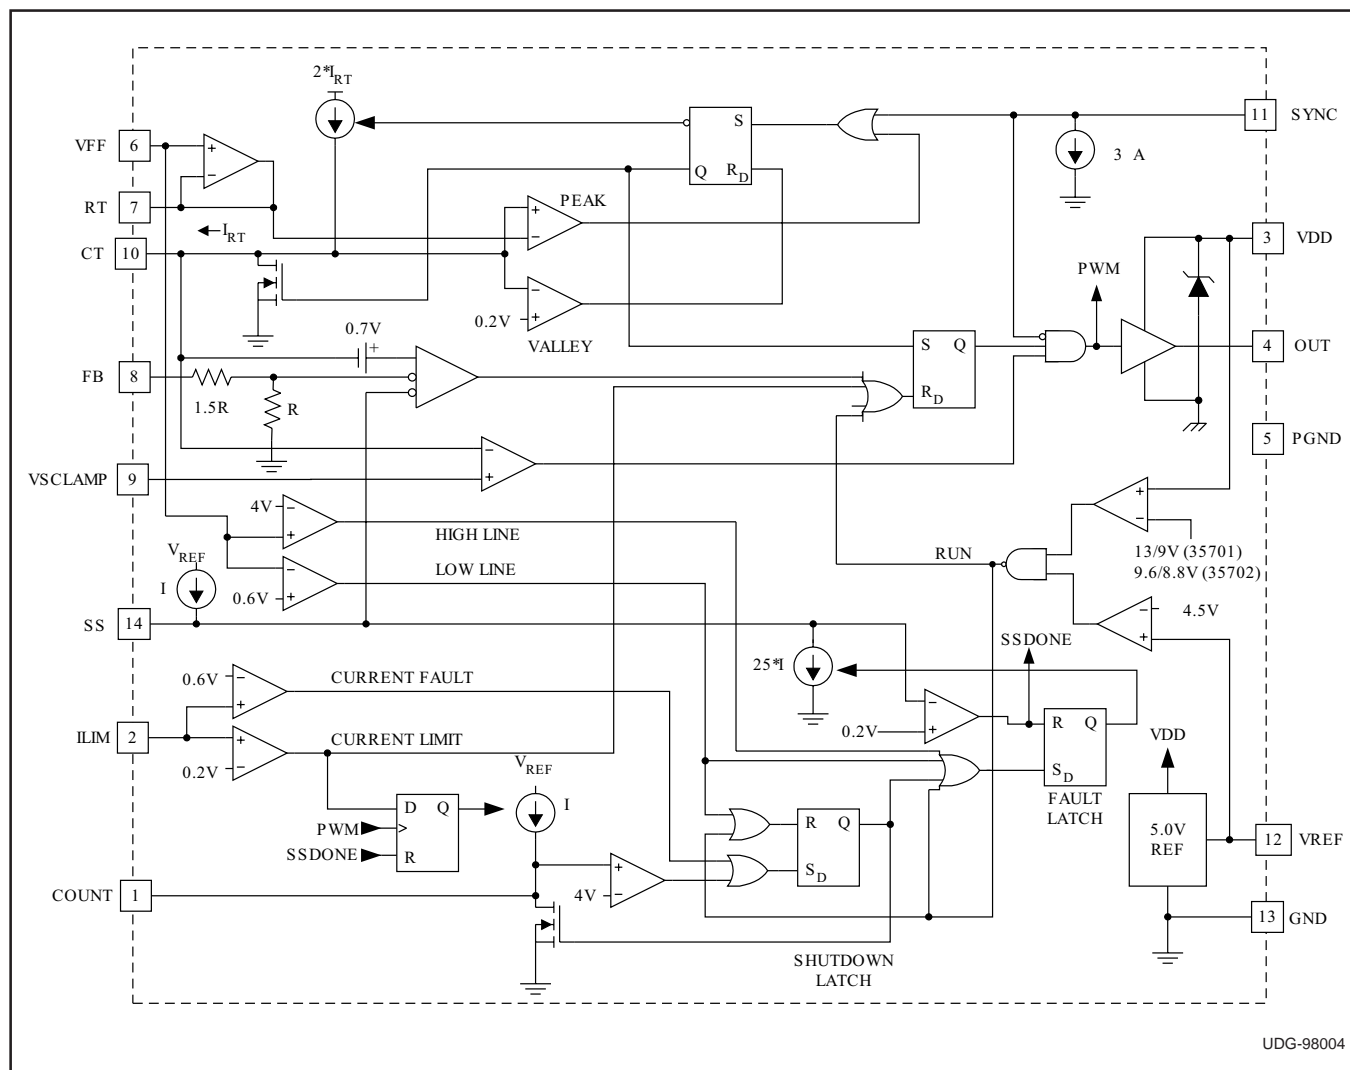 2*I_RT
6
VFF
S
11
SYNC
3 A
Q
R_D
7
RT
PEAK
I_RT
10
CT
3
VDD
PWM
0.2V
VALLEY
0.7V
S
Q
4
OUT
8
FB
1.5R
R
R_D
5
PGND
9
VSCLAMP
4V
HIGH LINE
V_REF
I
LOW LINE
0.6V
RUN
13/9V (35701)
9.6/8.8V (35702)
4.5V
14
SS
SSDONE
25*I
0.6V
CURRENT FAULT
2
ILIM
CURRENT LIMIT
0.2V
0.2V
R
Q
S_D
FAULT
LATCH
VDD
V_REF
I
D
Q
PWM
SSDONE
R
R
Q
S_D
5.0V
REF
12
VREF
1
COUNT
4V
13
GND
SHUTDOWN
LATCH
UDG-98004